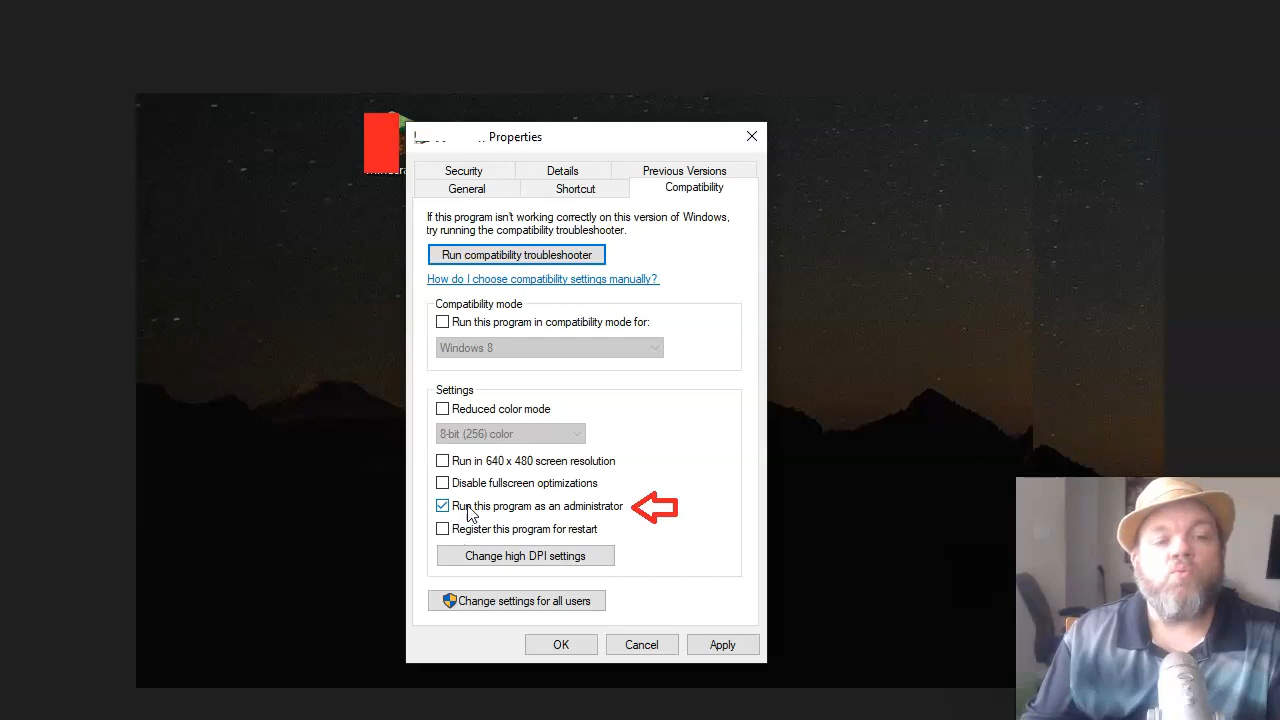 Properties
Security
Details
Previous Versions
General
Shortcut
Compatibility
If this program isn't working correctly on this version of Windows,
try running the compatibility troubleshooter.
Run compatibility troubleshooter
How do I choose compatibility settings manually?
Compatibility mode
Run this program in compatibility mode for:
Windows 8
Settings
Reduced color mode
8-bit (256) color
Run in 640 x 480 screen resolution
Disable fullscreen optimizations
Run this program as an administrator
Register this program for restart
Change high DPI settings
Change settings for all users
OK
Cancel
Apply